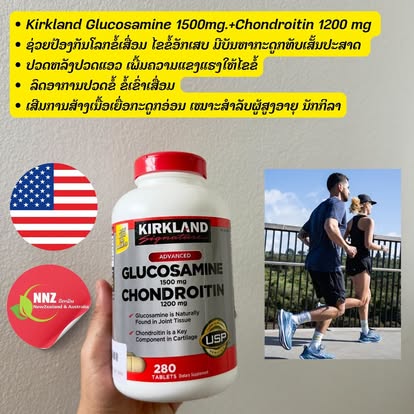 • Kirkland Glucosamine 1500mg.+Chondroitin 1200 mg
• ຊ່ວຍປ້ອງກັນໂລກຂໍ້ເສື່ອມ ໄຂຂໍ້ອັກເສບ ມີບັນຫາກະດູກທັບເສັ້ນປະສາດ
• ປວດຫລັງປວດແອວ ເພີ້ມຄວາມແຂງແຮງໃຫ້ໄຂຂໍ້
• ລົດອາການປວດຂໍ້ ຂໍ້ເຂົ່າເສື່ອມ
• ເສີມການສ້າງເນື້ອເຍື່ອກະດູກອ່ອນ ເໝາະສຳລັບຜູ້ສູງອາຍຸ ນັກກິລາ
KIRKLAND
Signature
ADVANCED
GLUCOSAMINE
1500 mg
CHONDROITIN
1200 mg
✓ Glucosamine is Naturally
Found in Joint Tissue
✓ Chondroitin is a Key
Component in Cartilage
USP
280
TABLETS Dietary Supplement
NNZ
NewZealand & Australia